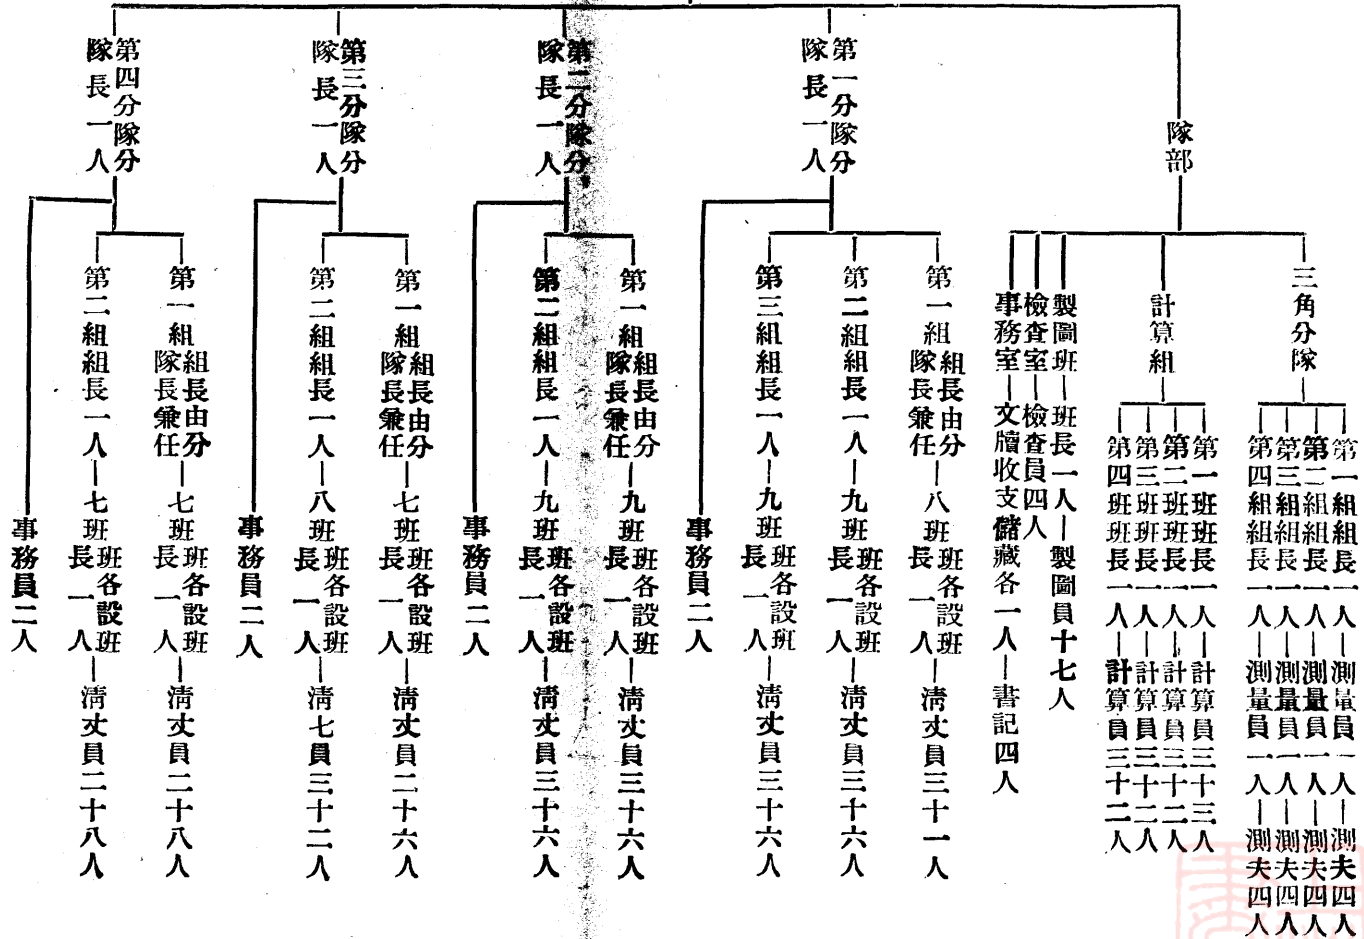 隊部
三角分隊
第一組組長一人—測量員一人—測夫四人
第二組組長一人—測量員一人—測夫四人
第三組組長一人—測量員一人—測夫四人
第四組組長一人—測量員一人—測夫四人
計算組
第一班班長一人—計算員三十三人
第二班班長一人—計算員三十二人
第三班班長一人—計算員三十二人
第四班班長一人—計算員三十二人
製圖班—班長一人—製圖員十七人
檢查室—檢查員四人
事務室—文牘收支儲藏各一人—書記四人
第一分隊分
隊長一人
第一組組長由分
隊長兼任—八班班各設班
長一人—淸丈員三十一人
第二組組長一人—九班班各設班
長一人—淸丈員三十六人
第三組組長一人—九班班各設班
長一人—淸丈員三十六人
事務員二人
第二分隊分
隊長一人
第一組組長由分
隊長兼任—九班班各設班
長一人—淸丈員三十六人
第二組組長一人—九班班各設班
長一人—淸丈員三十六人
事務員二人
第三分隊分
隊長一人
第一組組長由分
隊長兼任—七班班各設班
長一人—淸丈員二十六人
第二組組長一人—八班班各設班
長一人—淸七員三十二人
事務員二人
第四分隊分
隊長一人
第一組組長由分
隊長兼任—七班班各設班
長一人—淸丈員二十八人
第二組組長一人—七班班各設班
長一人—淸丈員二十八人
事務員二人